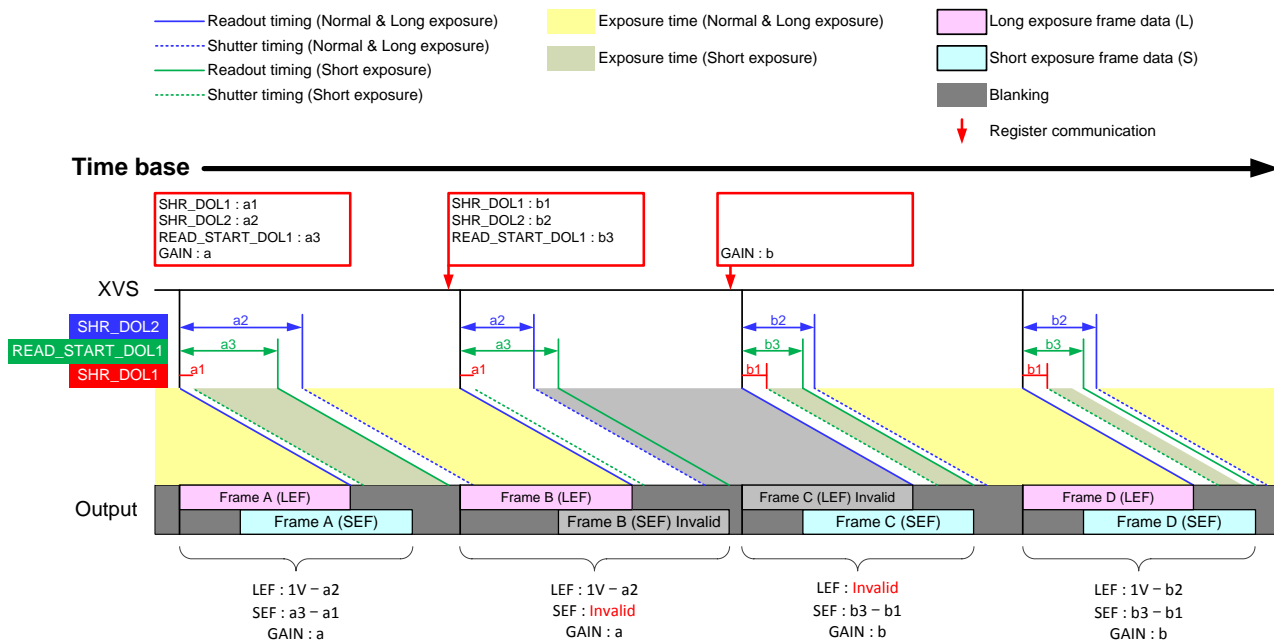 Readout timing (Normal & Long exposure)
Shutter timing (Normal & Long exposure)
Readout timing (Short exposure)
Shutter timing (Short exposure)
Exposure time (Normal & Long exposure)
Exposure time (Short exposure)
Long exposure frame data (L)
Short exposure frame data (S)
Blanking
Register communication
Time base
SHR_DOL1 : a1
SHR_DOL2 : a2
READ_START_DOL1 : a3
GAIN : a
SHR_DOL1 : b1
SHR_DOL2 : b2
READ_START_DOL1 : b3
GAIN : b
XVS
SHR_DOL2
a2
a2
b2
b2
READ_START_DOL1
a3
a3
b3
b3
SHR_DOL1
a1
a1
b1
b1
Output
Frame A (LEF)
Frame B (LEF)
Frame C (LEF) Invalid
Frame D (LEF)
Frame A (SEF)
Frame B (SEF) Invalid
Frame C (SEF)
Frame D (SEF)
LEF : 1V − a2
SEF : a3 − a1
GAIN : a
LEF : 1V − a2
SEF : Invalid
GAIN : a
LEF : Invalid
SEF : b3 − b1
GAIN : b
LEF : 1V − b2
SEF : b3 − b1
GAIN : b